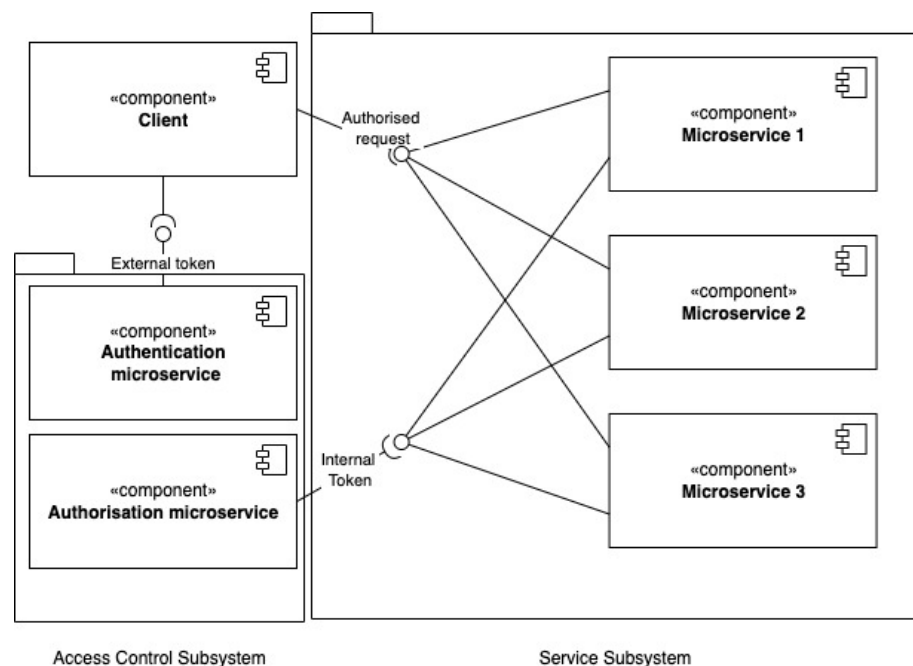 «component»
Client
Authorised
request
External token
«component»
Authentication
microservice
«component»
Authorisation microservice
Internal
Token
«component»
Microservice 1
«component»
Microservice 2
«component»
Microservice 3
Access Control Subsystem
Service Subsystem